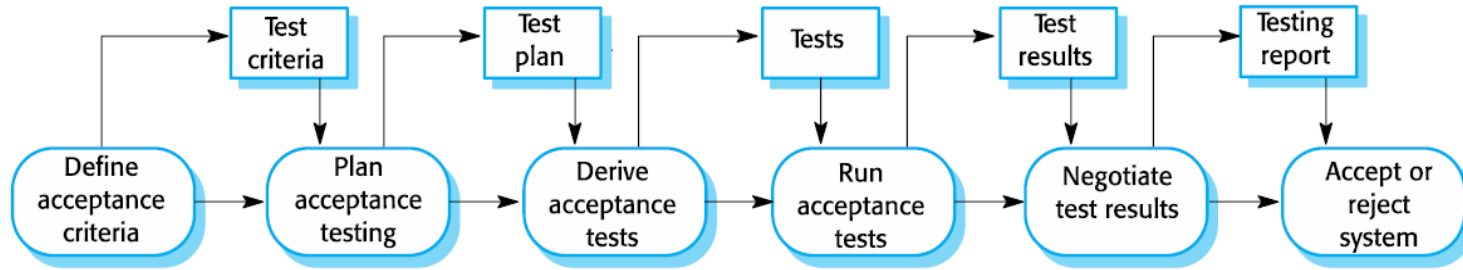 Test
criteria
Test
plan
Tests
Test
results
Testing
report
Define
acceptance
criteria
Plan
acceptance
testing
Derive
acceptance
tests
Run
acceptance
tests
Negotiate
test results
Accept or
reject
system